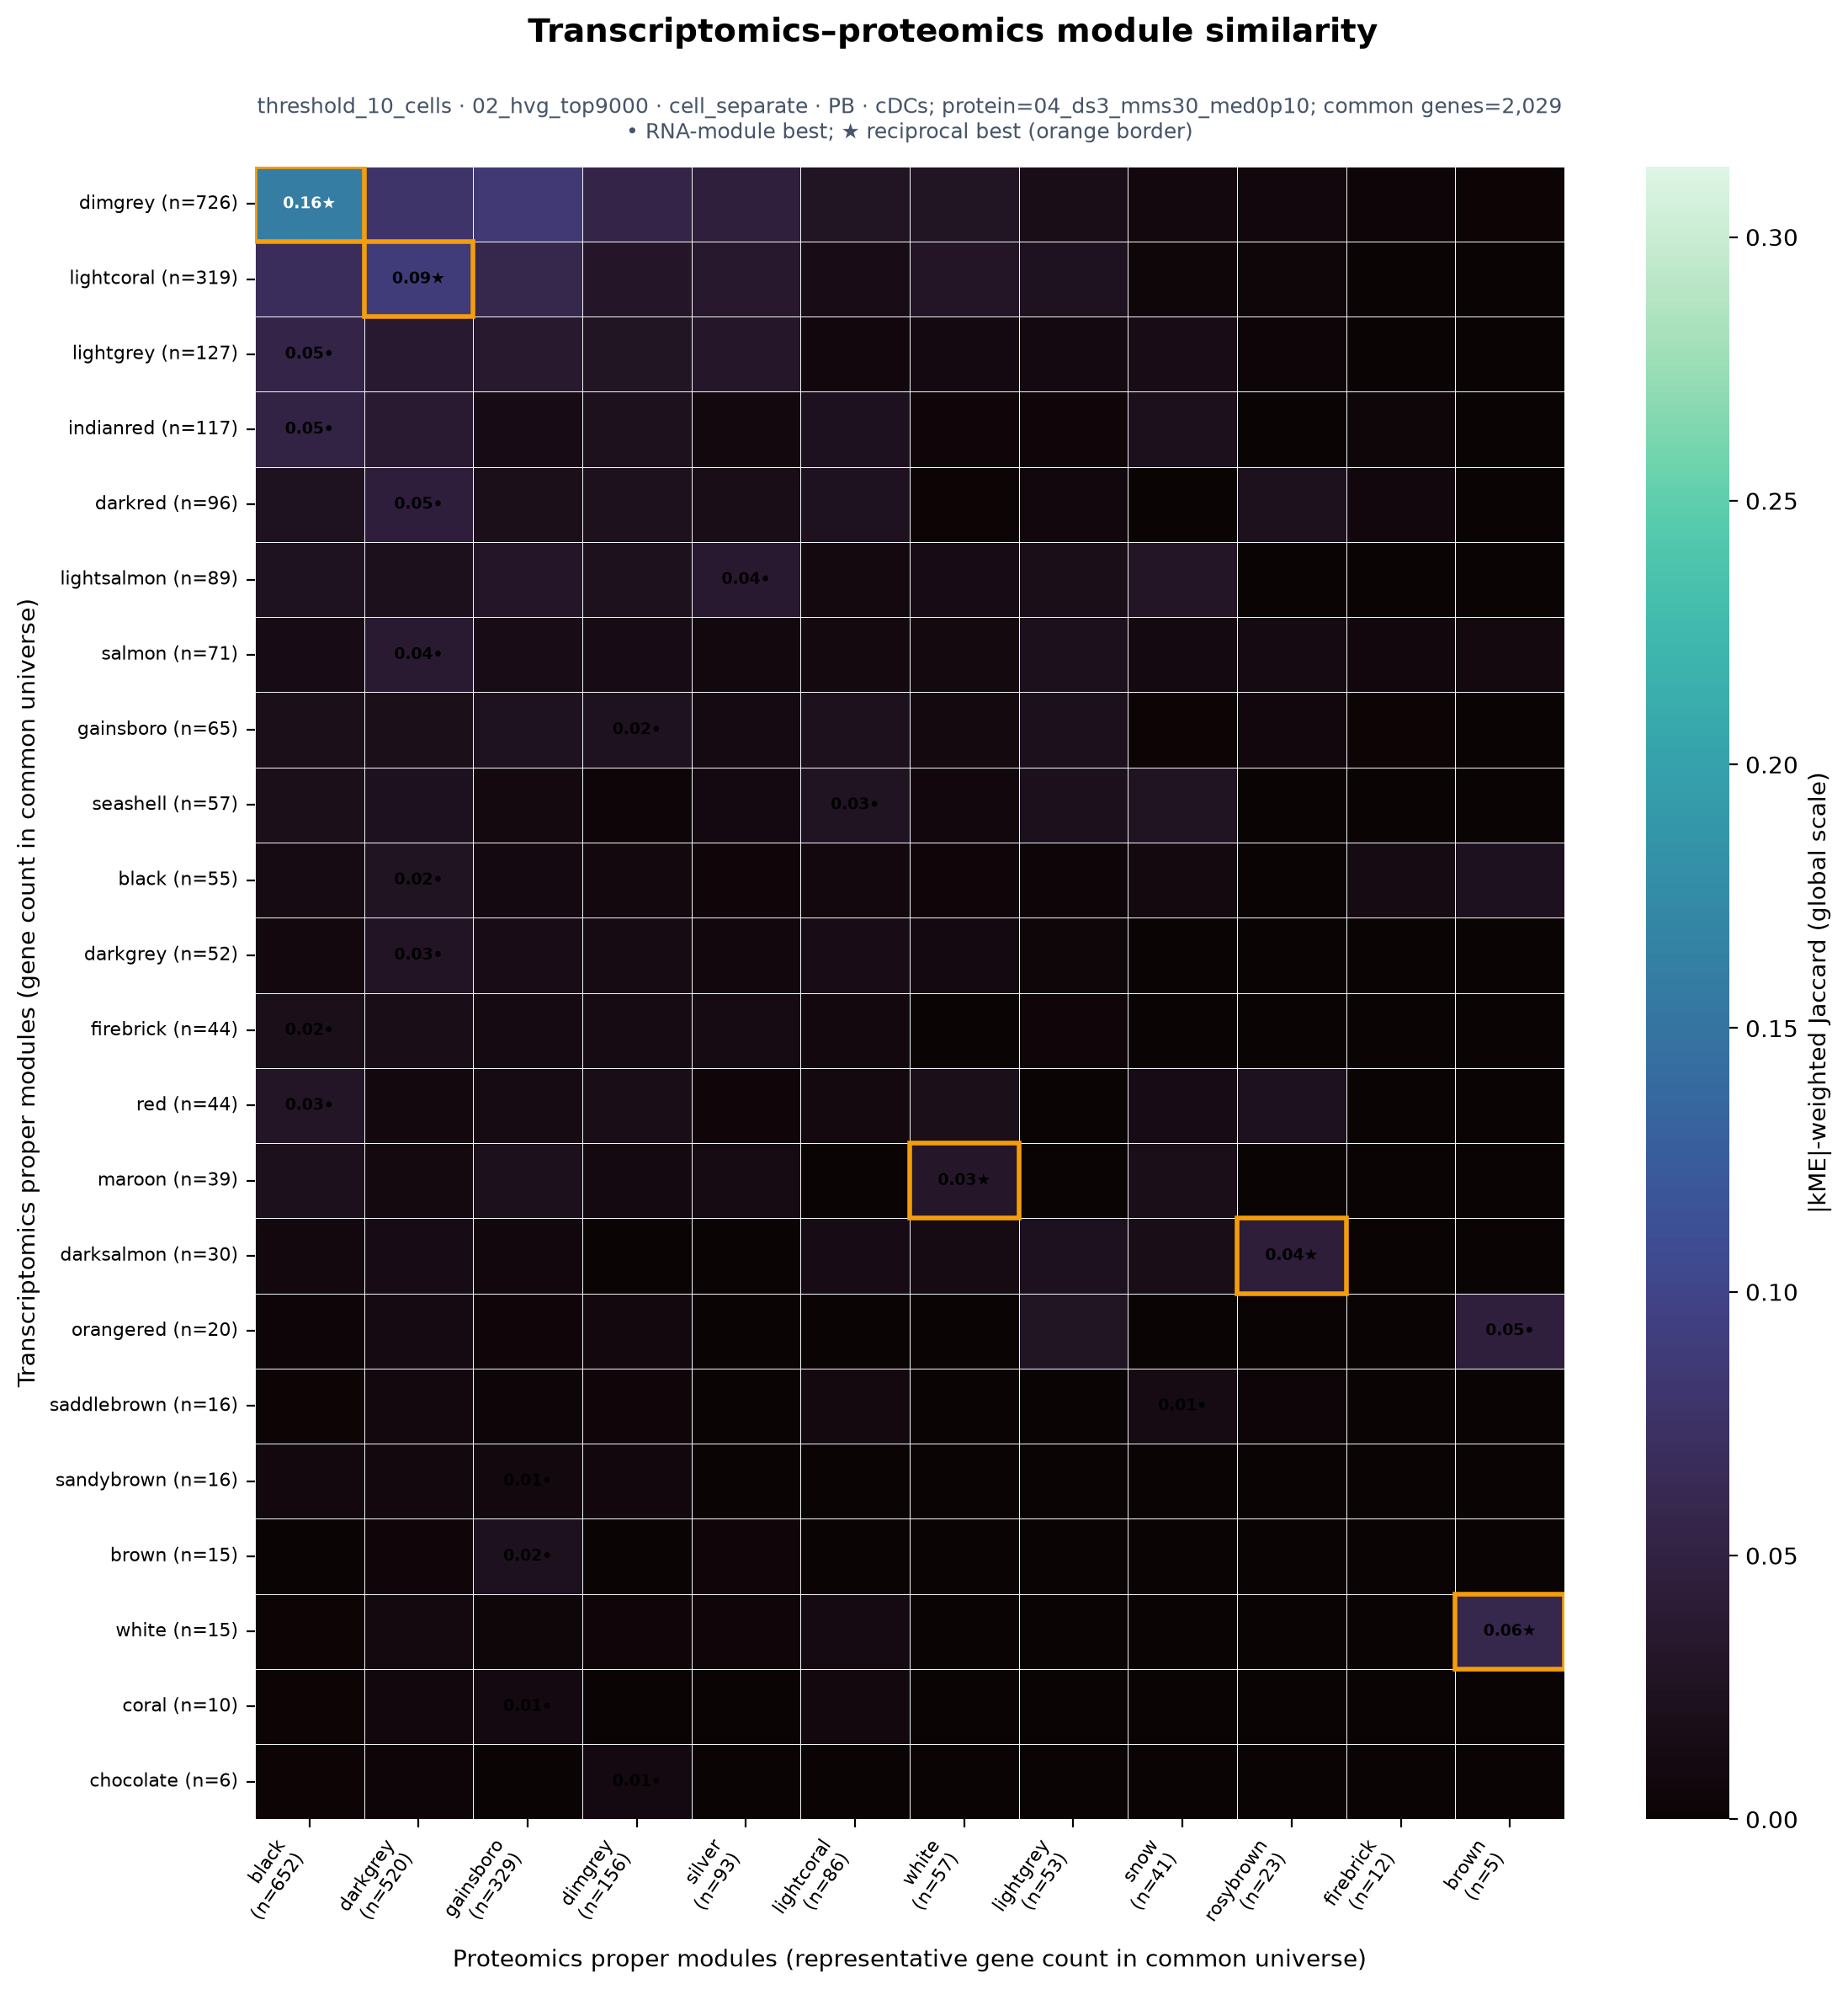 Transcriptomics–proteomics module similarity
threshold_10_cells · 02_hvg_top9000 · cell_separate · PB · cDCs; protein=04_ds3_mms30_med0p10; common genes=2,029
• RNA-module best; ★ reciprocal best (orange border)
Transcriptomics proper modules (gene count in common universe)
dimgrey (n=726)
0.16★
lightcoral (n=319)
0.09★
lightgrey (n=127)
0.05•
indianred (n=117)
0.05•
darkred (n=96)
0.05•
lightsalmon (n=89)
0.04•
salmon (n=71)
0.04•
gainsboro (n=65)
0.02•
seashell (n=57)
0.03•
black (n=55)
0.02•
darkgrey (n=52)
0.03•
firebrick (n=44)
0.02•
red (n=44)
0.03•
maroon (n=39)
0.03★
darksalmon (n=30)
0.04★
orangered (n=20)
0.05•
saddlebrown (n=16)
0.01•
sandybrown (n=16)
0.01•
brown (n=15)
0.02•
white (n=15)
0.06★
coral (n=10)
0.01•
chocolate (n=6)
0.01•
black
(n=652)
darkgrey
(n=520)
gainsboro
(n=329)
dimgrey
(n=156)
silver
(n=93)
lightcoral
(n=86)
white
(n=57)
lightgrey
(n=53)
snow
(n=41)
rosybrown
(n=23)
firebrick
(n=12)
brown
(n=5)
Proteomics proper modules (representative gene count in common universe)
0.30
0.25
0.20
0.15
0.10
0.05
0.00
|kME|-weighted Jaccard (global scale)